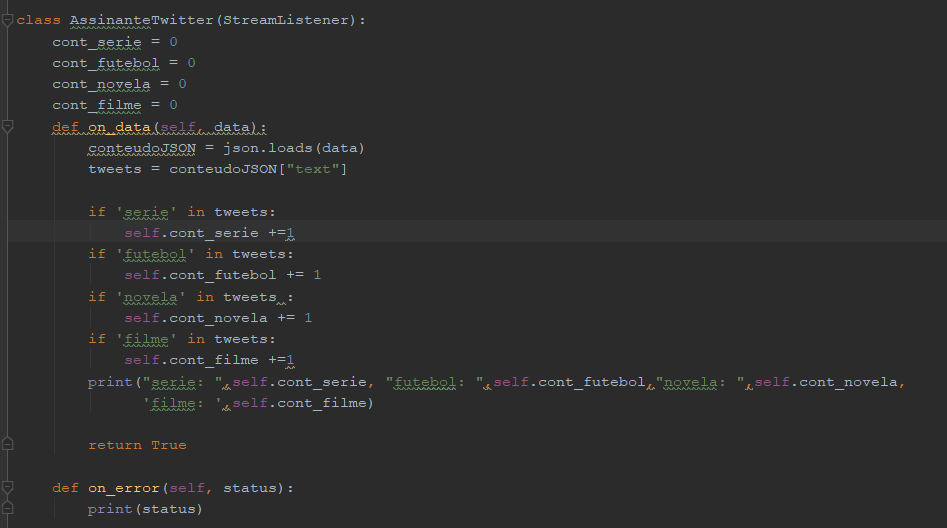 class AssinanteTwitter(StreamListener):
    cont_serie = 0
    cont_futebol = 0
    cont_novela = 0
    cont_filme = 0
    def on_data(self, data):
        conteudoJSON = json.loads(data)
        tweets = conteudoJSON["text"]

        if 'serie' in tweets:
            self.cont_serie +=1
        if 'futebol' in tweets:
            self.cont_futebol += 1
        if 'novela' in tweets :
            self.cont_novela += 1
        if 'filme' in tweets:
            self.cont_filme +=1
        print("serie: ",self.cont_serie, "futebol: ",self.cont_futebol,"novela: ",self.cont_novela,
              'filme: ',self.cont_filme)

        return True

    def on_error(self, status):
        print(status)